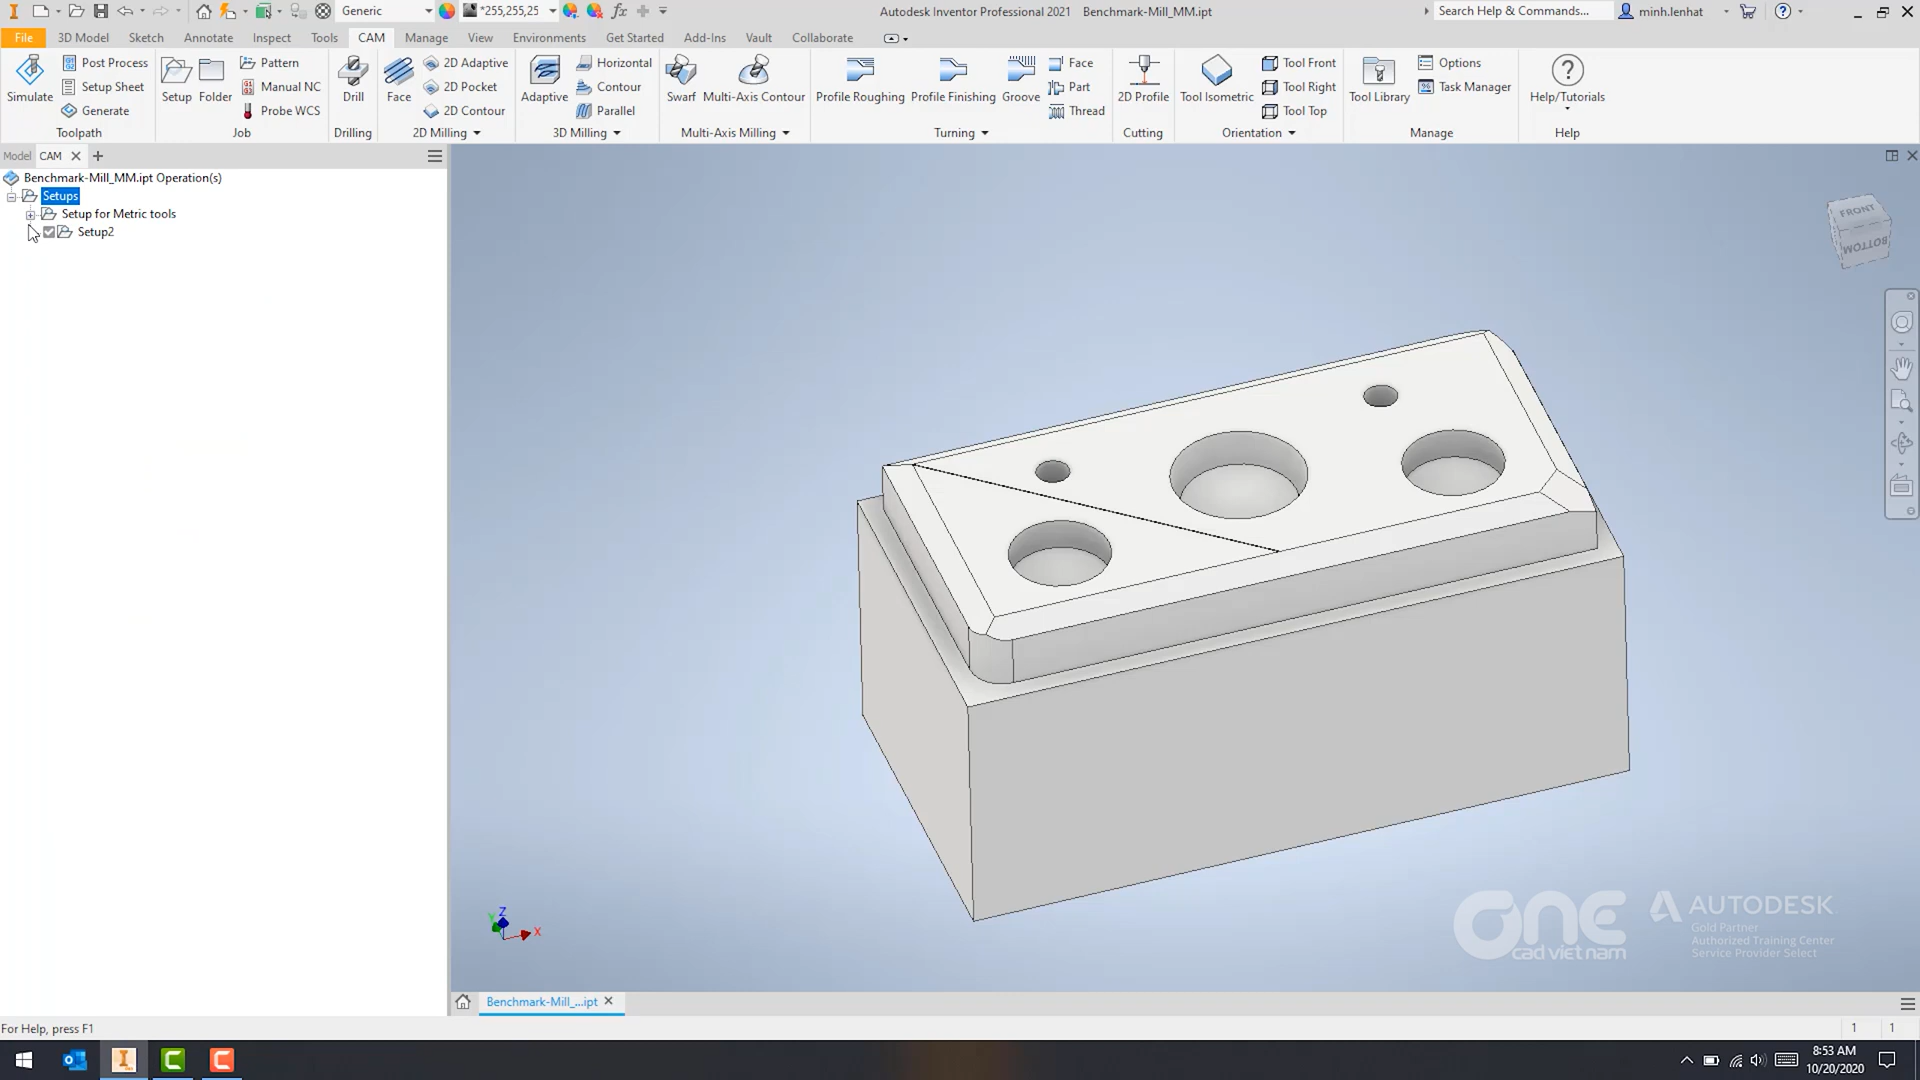 Generic
*255,255,25
Autodesk Inventor Professional 2021 Benchmark-Mill_MM.ipt
Search Help & Commands...
minh.lenhat
File 3D Model Sketch Annotate Inspect Tools CAM Manage View Environments Get Started Add-Ins Vault Collaborate
Simulate
Post Process
Setup Sheet
Generate
Toolpath
Setup
Folder
Pattern
Manual NC
Probe WCS
Job
Drill
Drilling
Face
2D Adaptive
2D Pocket
2D Contour
2D Milling
Adaptive
Horizontal
Contour
Parallel
3D Milling
Swarf
Multi-Axis Contour
Multi-Axis Milling
Profile Roughing
Profile Finishing
Groove
Face
Part
Thread
Turning
2D Profile
Cutting
Tool Isometric
Tool Front
Tool Right
Tool Top
Orientation
Tool Library
Options
Task Manager
Manage
Help/Tutorials
Help
Model CAM
Benchmark-Mill_MM.ipt Operation(s)
Setups
Setup for Metric tools
Setup2
FRONT
BOTTOM
Z
Y
X
one
cad viet nam
AUTODESK
Gold Partner
Authorized Training Center
Service Provider Select
Benchmark-Mill_...ipt
For Help, press F1
1 1
8:53 AM
10/20/2020